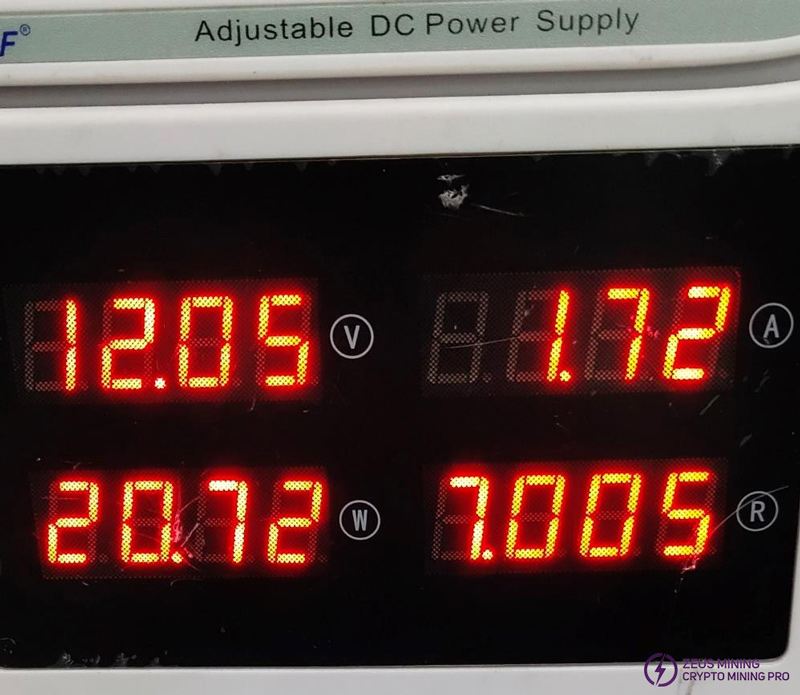 F®
Adjustable DC Power Supply
12.05 V
1.72 A
20.72 W
7.005 R
ZEUS MINING
CRYPTO MINING PRO